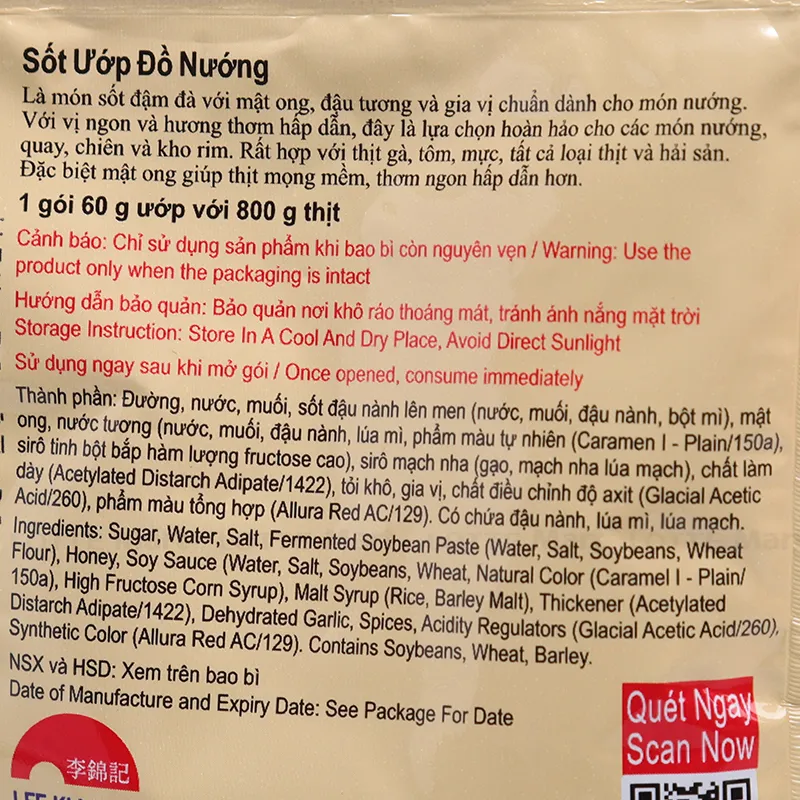 Sốt Ướp Đồ Nướng
Là món sốt đậm đà với mật ong, đậu tương và gia vị chuẩn dành cho món nướng.
Với vị ngon và hương thơm hấp dẫn, đây là lựa chọn hoàn hảo cho các món nướng,
quay, chiên và kho rim. Rất hợp với thịt gà, tôm, mực, tất cả loại thịt và hải sản.
Đặc biệt mật ong giúp thịt mọng mềm, thơm ngon hấp dẫn hơn.
1 gói 60 g ướp với 800 g thịt
Cảnh báo: Chỉ sử dụng sản phẩm khi bao bì còn nguyên vẹn / Warning: Use the
product only when the packaging is intact
Hướng dẫn bảo quản: Bảo quản nơi khô ráo thoáng mát, tránh ánh nắng mặt trời
Storage Instruction: Store In A Cool And Dry Place, Avoid Direct Sunlight
Sử dụng ngay sau khi mở gói / Once opened, consume immediately
Thành phần: Đường, nước, muối, sốt đậu nành lên men (nước, muối, đậu nành, bột mì), mật
ong, nước tương (nước, muối, đậu nành, lúa mì, phẩm màu tự nhiên (Caramen I - Plain/150a),
sirô tinh bột bắp hàm lượng fructose cao), sirô mạch nha (gạo, mạch nha lúa mạch), chất làm
dày (Acetylated Distarch Adipate/1422), tỏi khô, gia vị, chất điều chỉnh độ axit (Glacial Acetic
Acid/260), phẩm màu tổng hợp (Allura Red AC/129). Có chứa đậu nành, lúa mì, lúa mạch.
Ingredients: Sugar, Water, Salt, Fermented Soybean Paste (Water, Salt, Soybeans, Wheat
Flour), Honey, Soy Sauce (Water, Salt, Soybeans, Wheat, Natural Color (Caramel I - Plain/
150a), High Fructose Corn Syrup), Malt Syrup (Rice, Barley Malt), Thickener (Acetylated
Distarch Adipate/1422), Dehydrated Garlic, Spices, Acidity Regulators (Glacial Acetic Acid/260),
Synthetic Color (Allura Red AC/129). Contains Soybeans, Wheat, Barley.
NSX và HSD: Xem trên bao bì
Date of Manufacture and Expiry Date: See Package For Date
Quét Ngay
Scan Now
李錦記